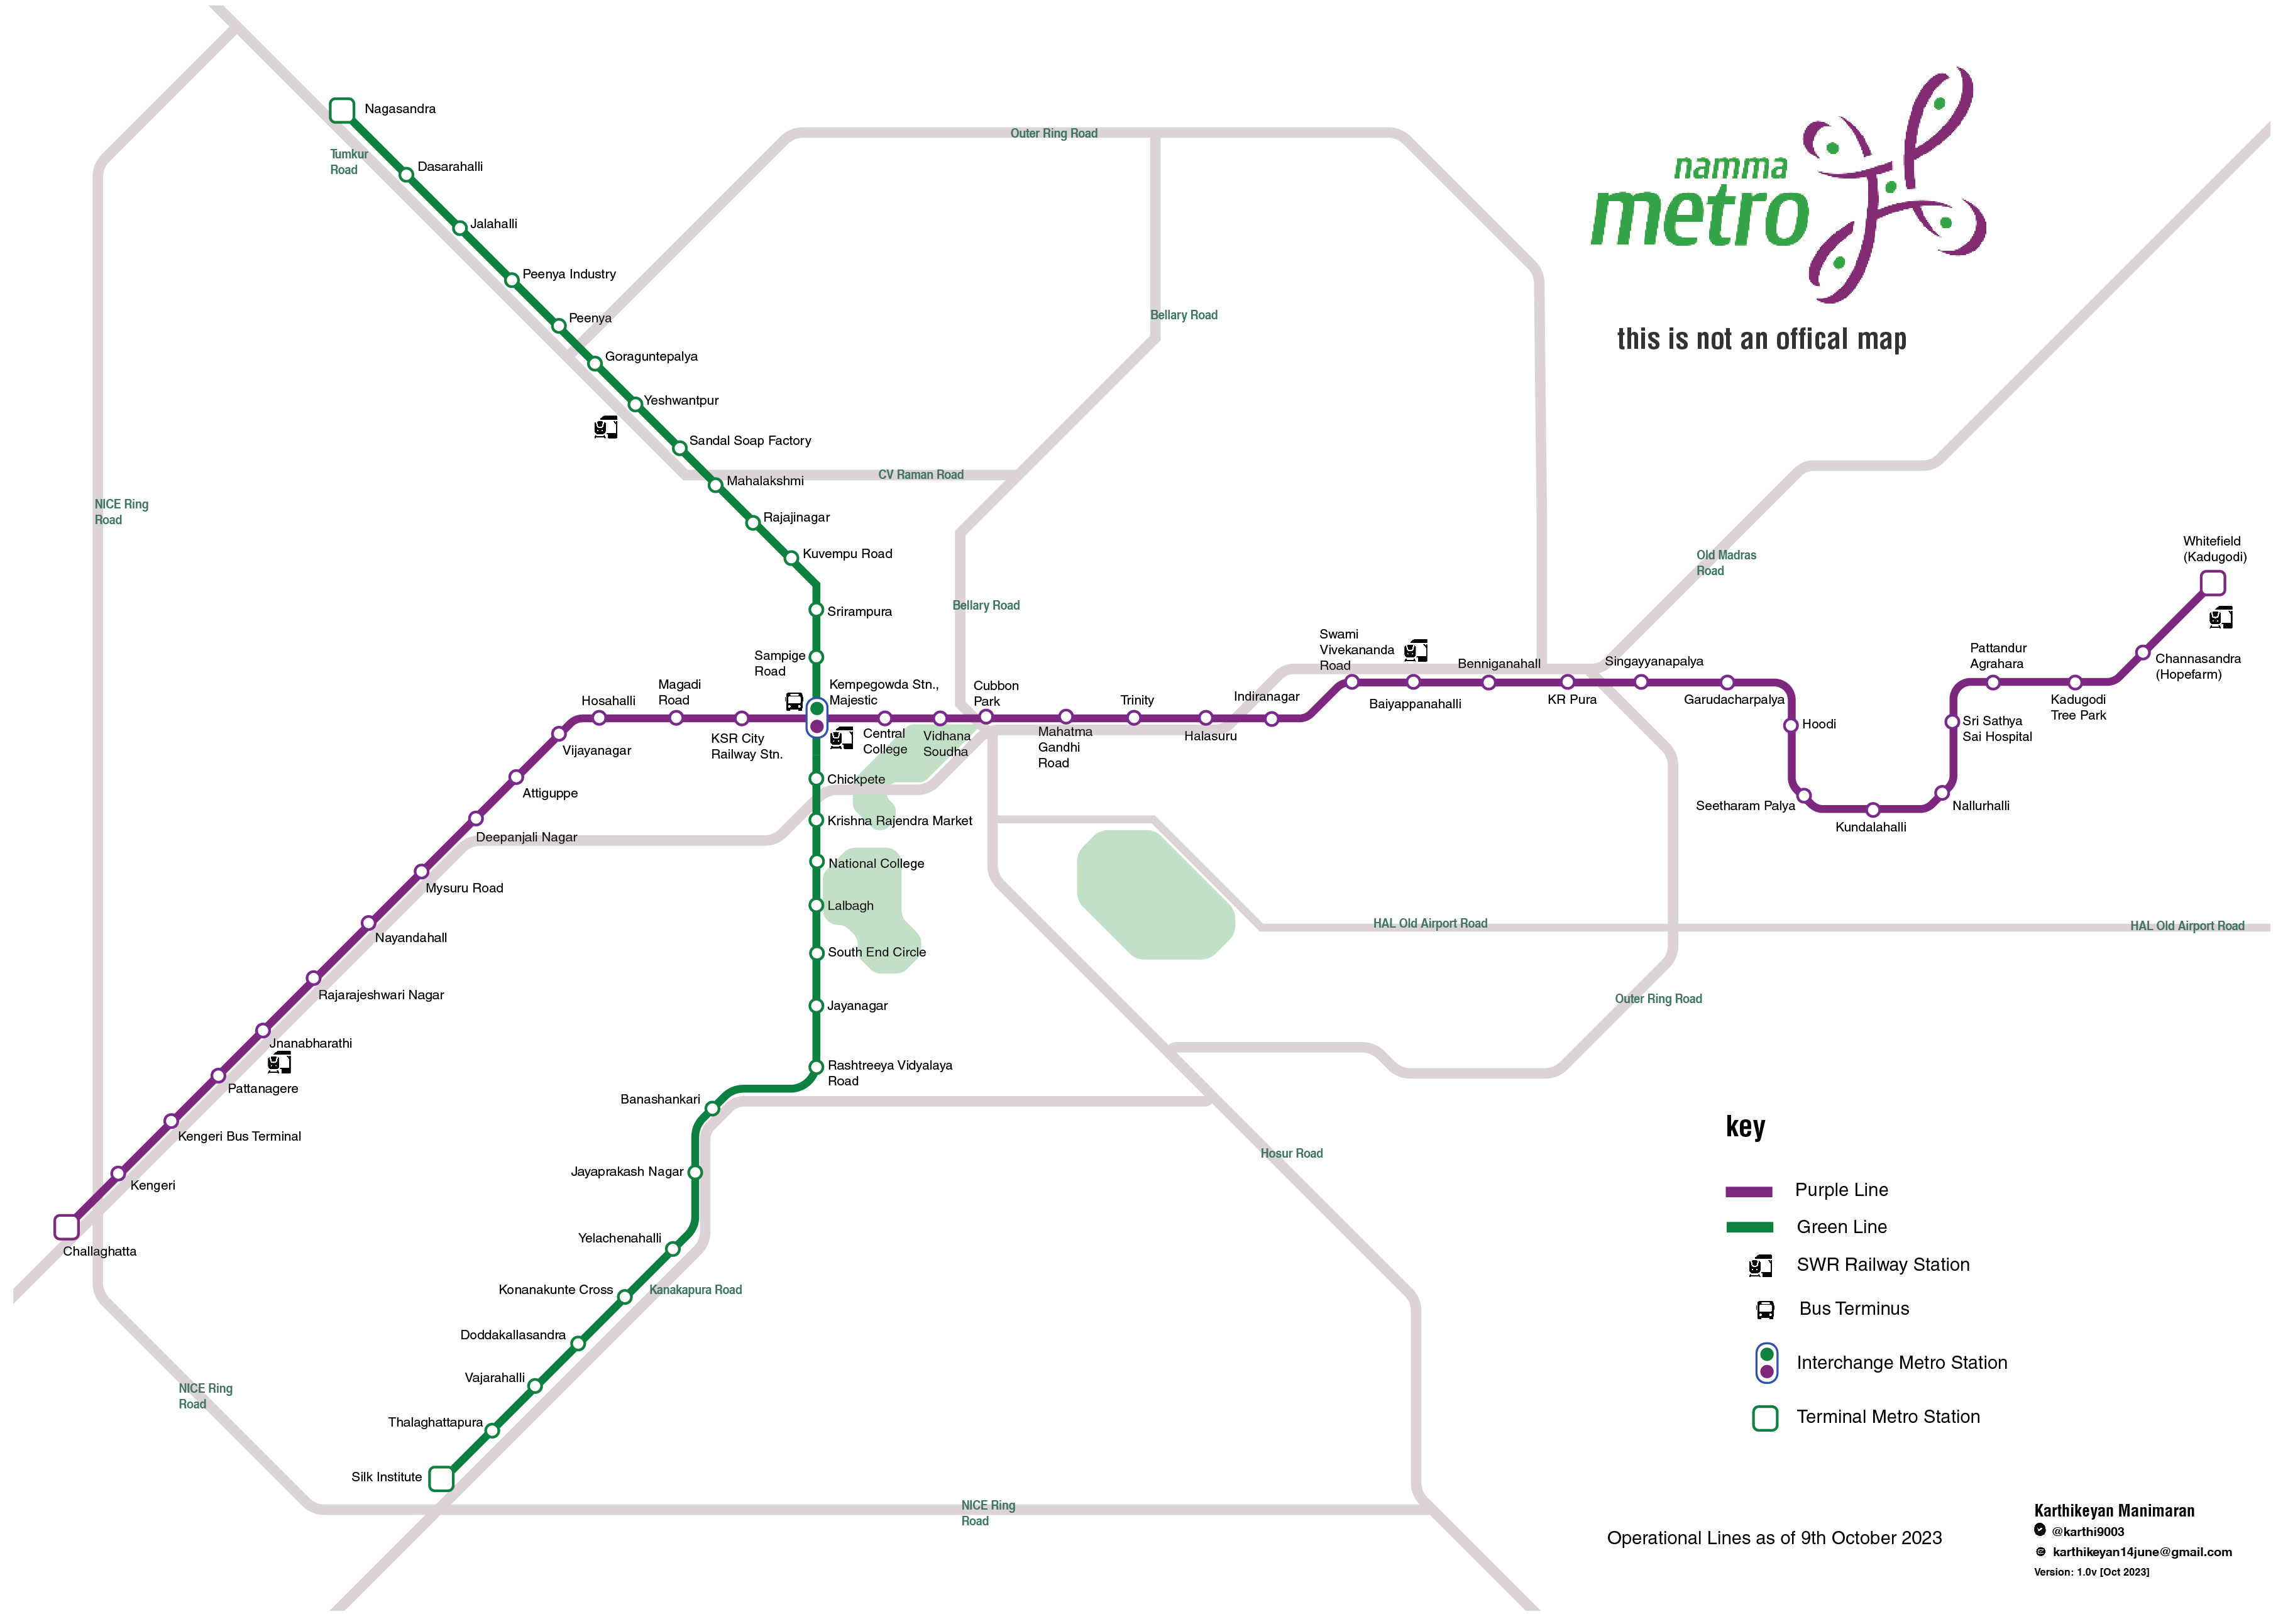 Nagasandra
Tumkur
Road
Dasarahalli
Jalahalli
Peenya Industry
Peenya
Goraguntepalya
Yeshwantpur
Sandal Soap Factory
Mahalakshmi
Rajajinagar
Kuvempu Road
Srirampura
Sampige
Road
Outer Ring Road
Bellary Road
CV Raman Road
Bellary Road
NICE Ring
Road
namma
metro
this is not an offical map
Old Madras
Road
Whitefield
(Kadugodi)
Channasandra
(Hopefarm)
Pattandur
Agrahara
Kadugodi
Tree Park
Sri Sathya
Sai Hospital
Nallurhalli
Kundalahalli
Seetharam Palya
Hoodi
Garudacharpalya
Singayyanapalya
KR Pura
Benniganahall
Baiyappanahalli
Swami
Vivekananda
Road
Indiranagar
Halasuru
Trinity
Mahatma
Gandhi
Road
Cubbon
Park
Vidhana
Soudha
Central
College
Kempegowda Stn.,
Majestic
KSR City
Railway Stn.
Magadi
Road
Hosahalli
Vijayanagar
Attiguppe
Deepanjali Nagar
Mysuru Road
Nayandahall
Rajarajeshwari Nagar
Jnanabharathi
Pattanagere
Kengeri Bus Terminal
Kengeri
Challaghatta
Chickpete
Krishna Rajendra Market
National College
Lalbagh
South End Circle
Jayanagar
Rashtreeya Vidyalaya
Road
Banashankari
Jayaprakash Nagar
Yelachenahalli
Konanakunte Cross
Kanakapura Road
Doddakallasandra
Vajarahalli
Thalaghattapura
Silk Institute
HAL Old Airport Road
HAL Old Airport Road
Outer Ring Road
Hosur Road
NICE Ring
Road
NICE Ring
Road
key
Purple Line
Green Line
SWR Railway Station
Bus Terminus
Interchange Metro Station
Terminal Metro Station
Operational Lines as of 9th October 2023
Karthikeyan Manimaran
@karthi9003
karthikeyan14june@gmail.com
Version: 1.0v [Oct 2023]